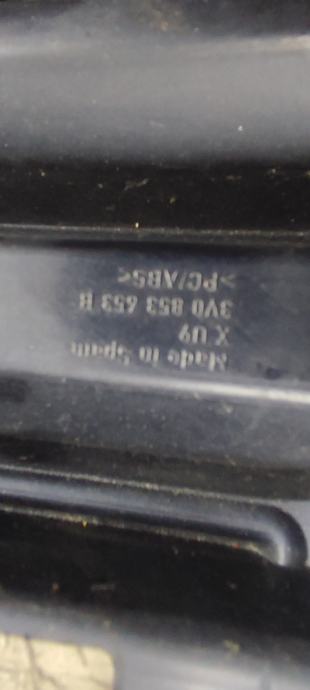 Made in Spain
X U9
3V0 853 653 B
>PC/ABS<